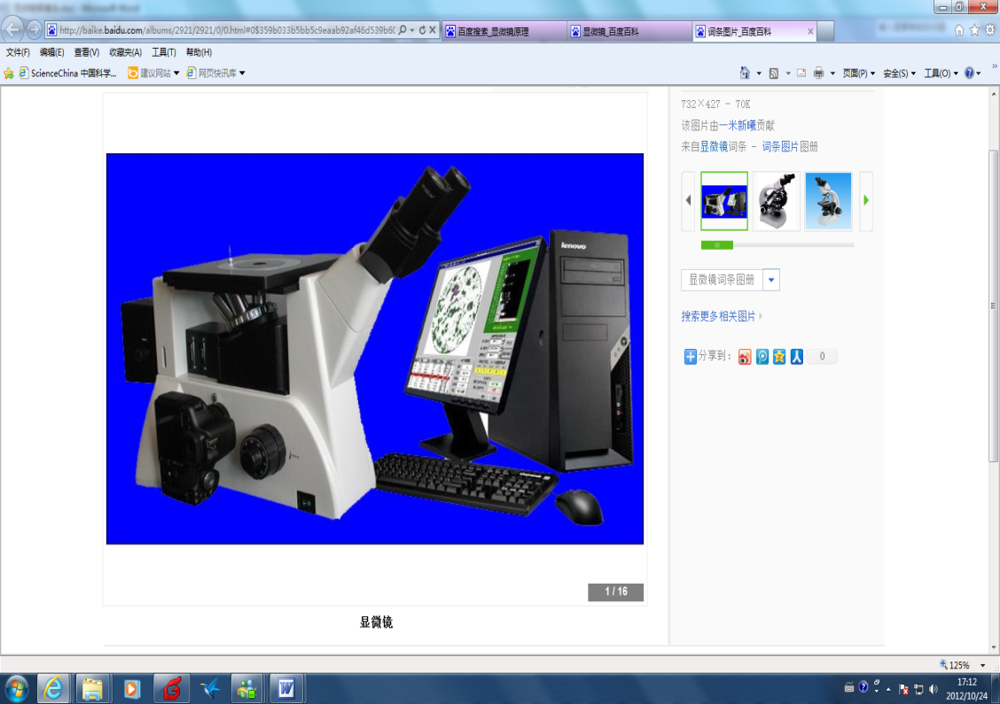 http://baike.baidu.com/albums/2921/2921/0/0.html#0$359b033b5bb5c9eaab92af46d539b60
百度搜索_显微镜原理
显微镜_百度百科
词条图片_百度百科
文件(F) 编辑(E) 查看(V) 收藏夹(A) 工具(T) 帮助(H)
ScienceChina 中国科学... 建议网站 网页快讯库
页面(P) 安全(S) 工具(O)
732×427 - 70K
该图片由一米新曦贡献
来自显微镜词条 - 词条图片图册
lenovo
显微镜词条图册
搜索更多相关图片
分享到： 0
1 / 16
显微镜
125%
17:12
2012/10/24